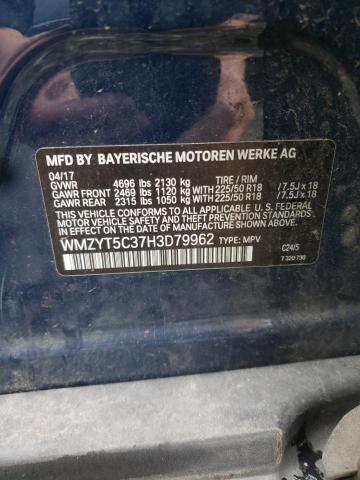 MFD BY BAYERISCHE MOTOREN WERKE AG
04/17 TIRE / RIM
GVWR 4696 lbs 2130 kg
GAWR FRONT 2469 lbs 1120 kg WITH 225/50 R18 / 7.5J x 18
GAWR REAR 2315 lbs 1050 kg WITH 225/50 R18 / 7.5J x 18
THIS VEHICLE CONFORMS TO ALL APPLICABLE U.S. FEDERAL
MOTOR VEHICLE SAFETY STANDARDS IN EFFECT ON THE DATE
OF MANUFACTURE SHOWN ABOVE.
WMZYT5C37H3D79962 TYPE: MPV C24/5
7 320 730